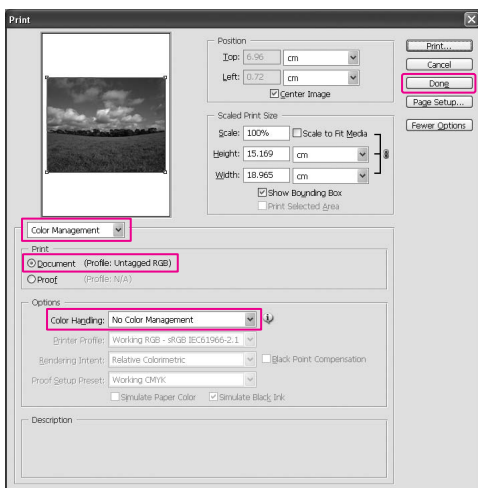 Print
Position
Top: 6.96 cm
Left: 0.72 cm
Center Image
Scaled Print Size
Scale: 100% Scale to Fit Media
Height: 15.169 cm
Width: 18.965 cm
Show Bounding Box
Print Selected Area
Print...
Cancel
Done
Page Setup...
Fewer Options
Color Management
Print
Document (Profile: Untagged RGB)
Proof (Profile: N/A)
Options
Color Handling: No Color Management
Printer Profile: Working RGB - sRGB IEC61966-2.1
Rendering Intent: Relative Colorimetric Black Point Compensation
Proof Setup Preset: Working CMYK
Simulate Paper Color Simulate Black Ink
Description